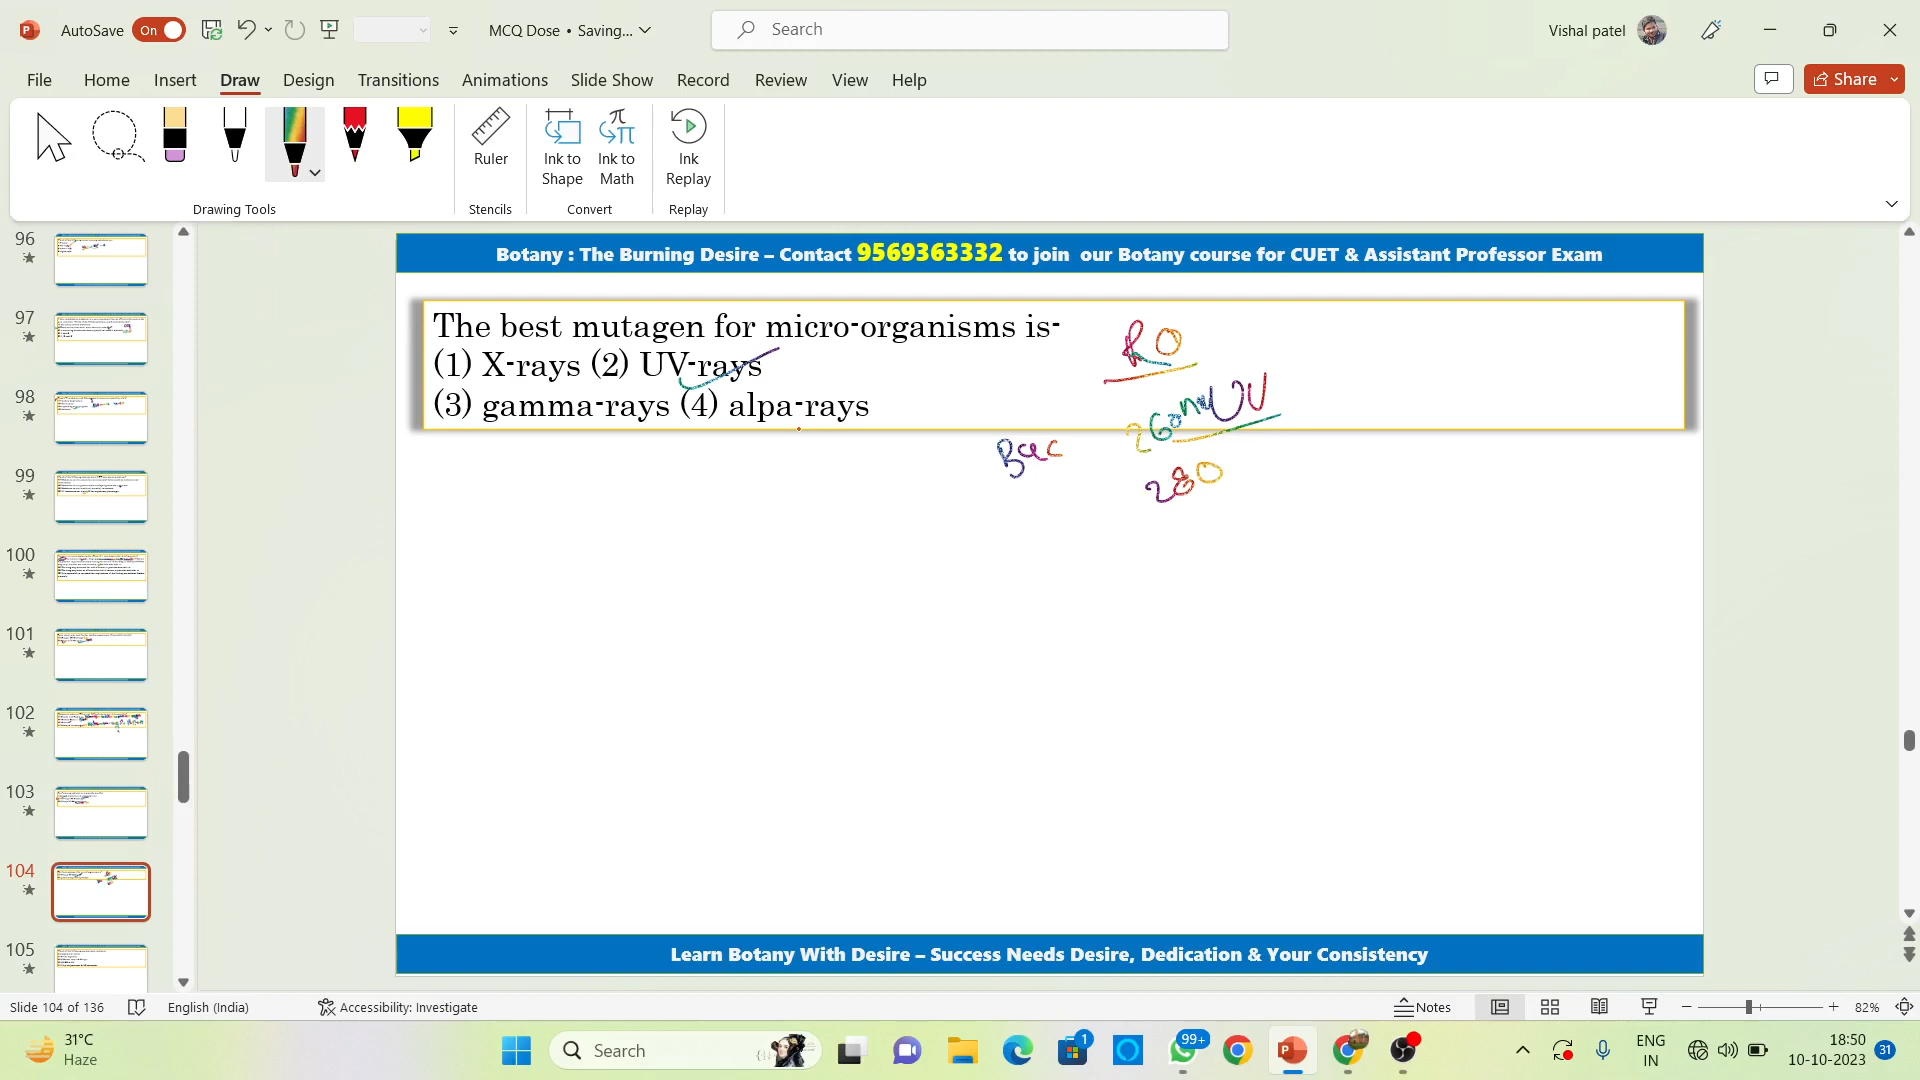 AutoSave On MCQ Dose • Saving... Search Vishal patel
File Home Insert Draw Design Transitions Animations Slide Show Record Review View Help Share
Ruler Ink to Shape Ink to Math Ink Replay
Drawing Tools Stencils Convert Replay
96
97
98
99
100
101
102
103
104
105
Botany : The Burning Desire – Contact 9569363332 to join our Botany course for CUET & Assistant Professor Exam
The best mutagen for micro-organisms is-
(1) X-rays (2) UV-rays
(3) gamma-rays (4) alpa-rays
RO
260nm UV
Bac
280
Learn Botany With Desire – Success Needs Desire, Dedication & Your Consistency
Slide 104 of 136 English (India) Accessibility: Investigate Notes 82%
31°C
Haze
Search
1
99+
ENG
IN
18:50
10-10-2023
31